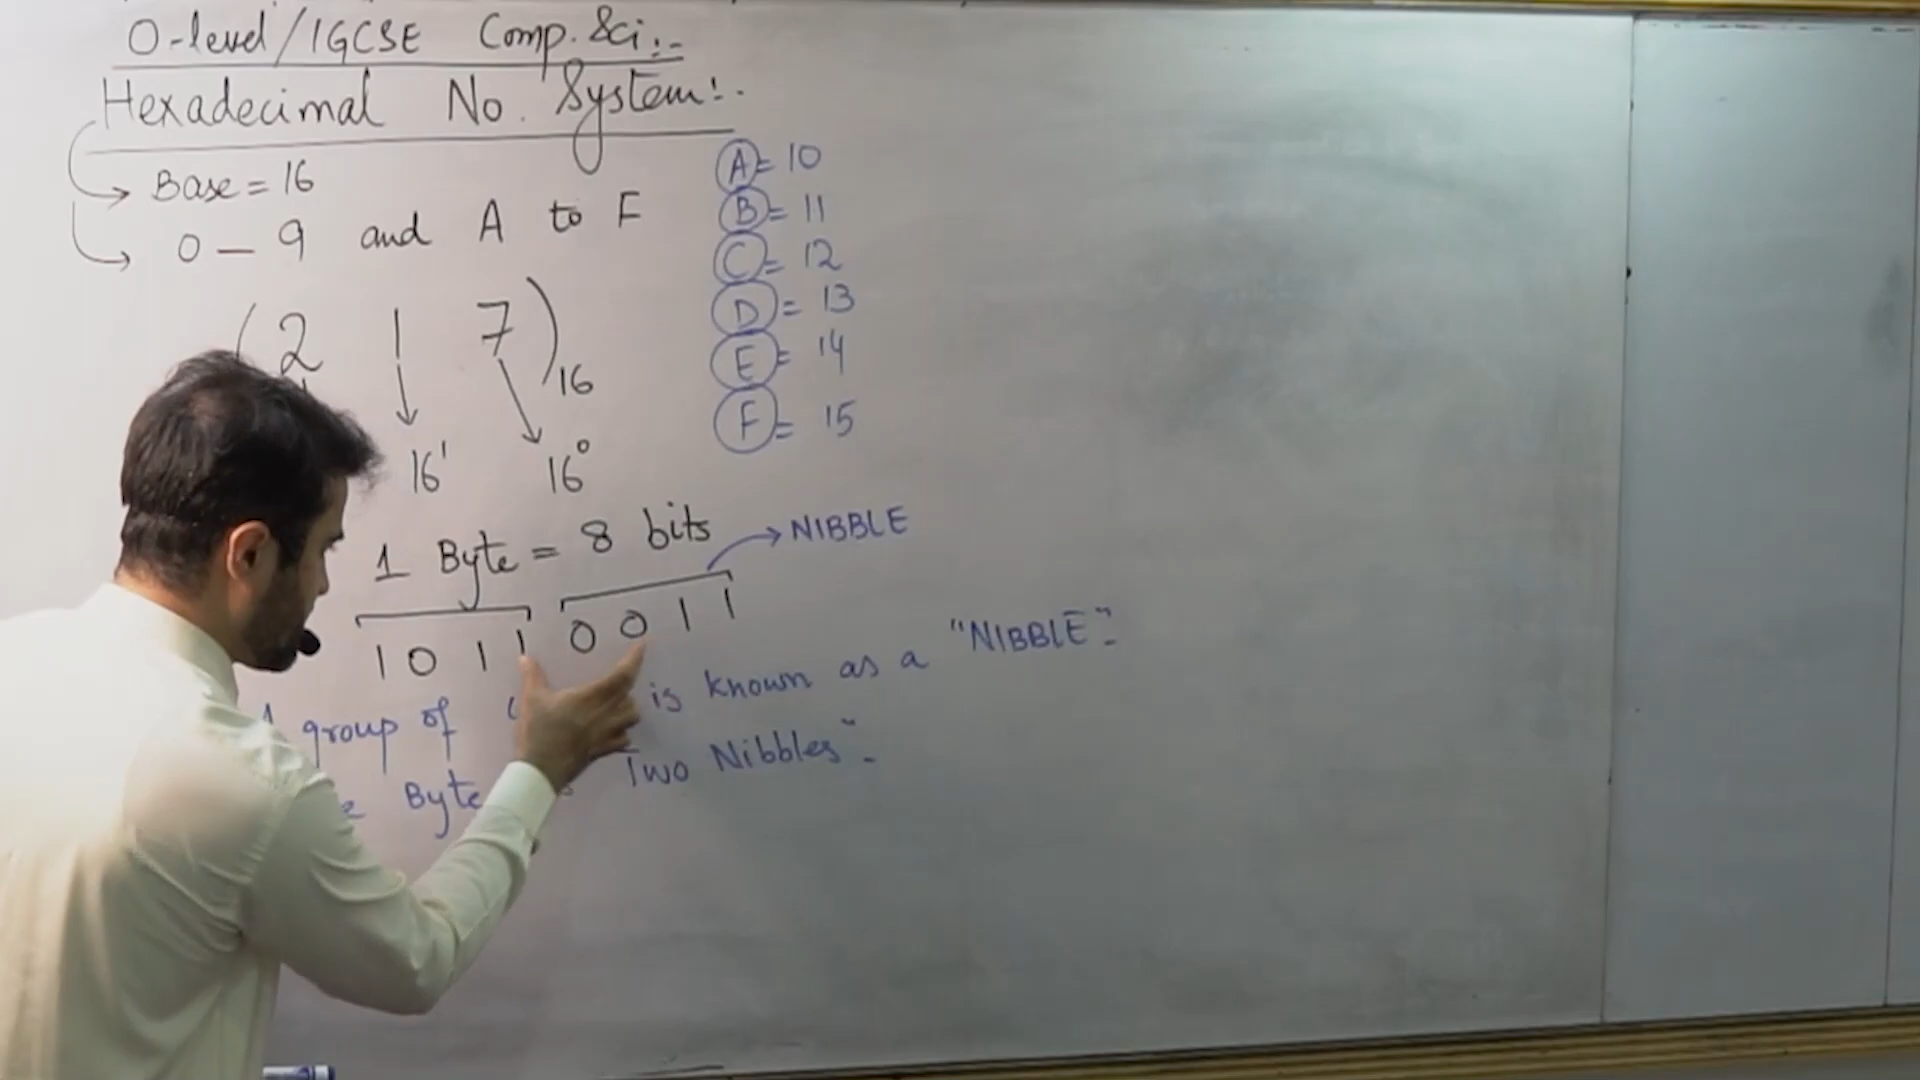 O-level/IGCSE Comp. Sci:-
Hexadecimal No. System:-
Base = 16
0 – 9 and A to F
A = 10
B = 11
C = 12
D = 13
E = 14
F = 15
(2 1 7)16
16¹ 16⁰
1 Byte = 8 bits
NIBBLE
1 0 1 1 0 0 1 1
group of is known as a "NIBBLE".
Byte Two Nibbles".